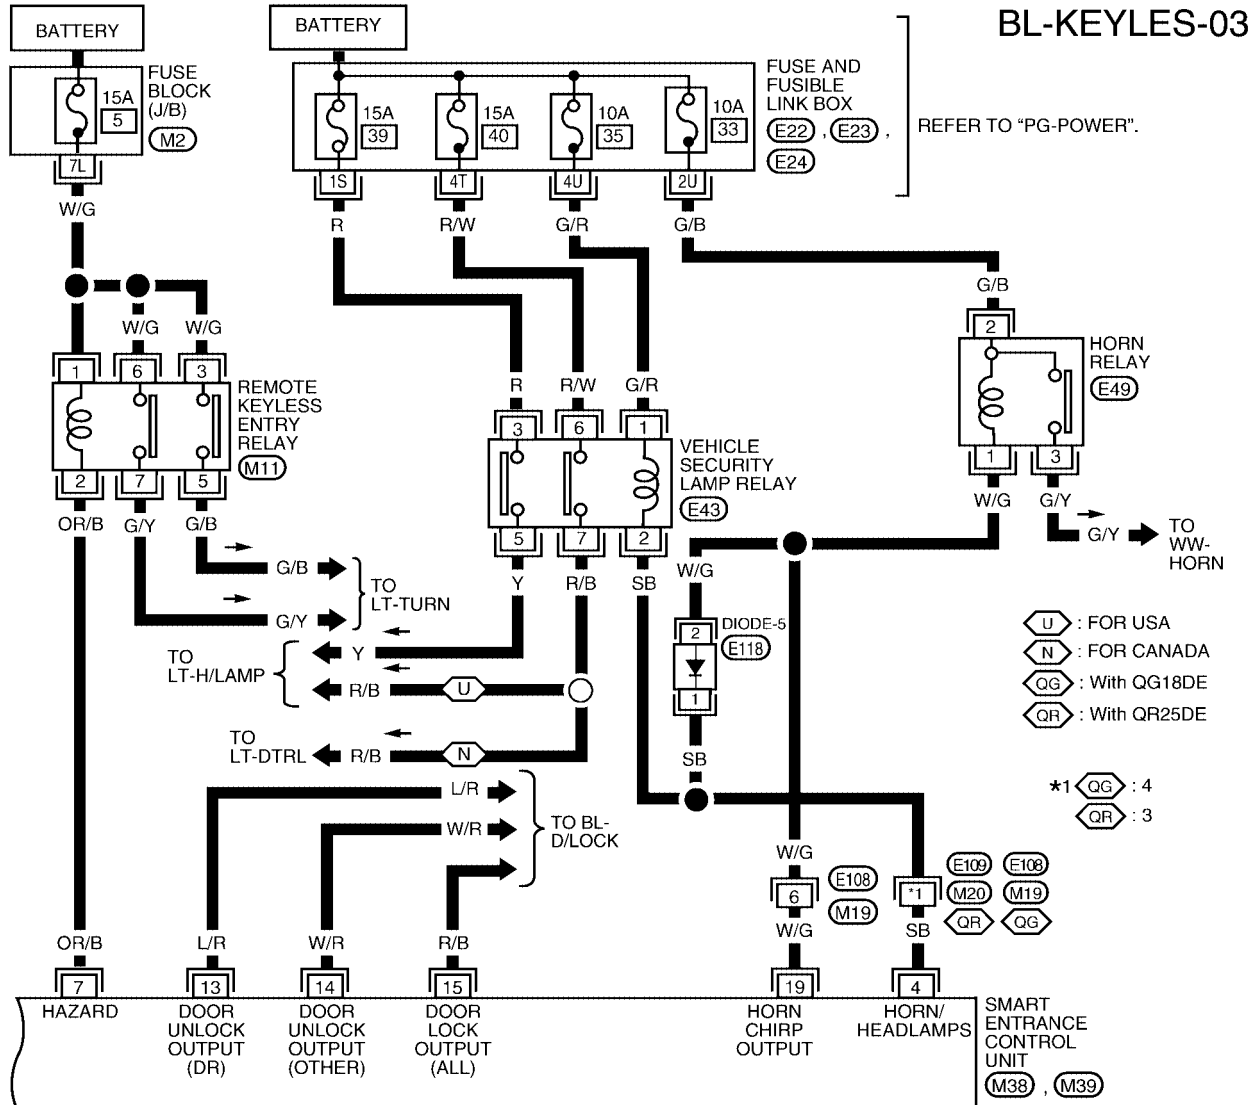 BL-KEYLES-03
BATTERY
BATTERY
FUSE
BLOCK
(J/B)
M2
15A
5
7L
W/G
15A
39
15A
40
10A
35
10A
33
FUSE AND
FUSIBLE
LINK BOX
E22 , E23 ,
E24
REFER TO “PG-POWER”.
1S
4T
4U
2U
R
R/W
G/R
G/B
W/G
W/G
G/B
1
6
3
REMOTE
KEYLESS
ENTRY
RELAY
M11
2
7
5
OR/B
G/Y
G/B
R
R/W
G/R
3
6
1
VEHICLE
SECURITY
LAMP RELAY
E43
5
7
2
Y
R/B
SB
2
HORN
RELAY
E49
1
3
W/G
G/Y
G/Y
TO
WW-
HORN
G/B
G/Y
TO
LT-TURN
TO
LT-H/LAMP
Y
R/B
U
TO
LT-DTRL
R/B
N
W/G
2
DIODE-5
E118
1
SB
U : FOR USA
N : FOR CANADA
QG : With QG18DE
QR : With QR25DE
*1 QG : 4
QR : 3
L/R
W/R
TO BL-
D/LOCK
W/G
6
E108
M19
W/G
E109 E108
*1
M20 M19
SB
QR QG
OR/B
L/R
W/R
R/B
7
13
14
15
19
4
HAZARD
DOOR
UNLOCK
OUTPUT
(DR)
DOOR
UNLOCK
OUTPUT
(OTHER)
DOOR
LOCK
OUTPUT
(ALL)
HORN
CHIRP
OUTPUT
HORN/
HEADLAMPS
SMART
ENTRANCE
CONTROL
UNIT
M38 , M39